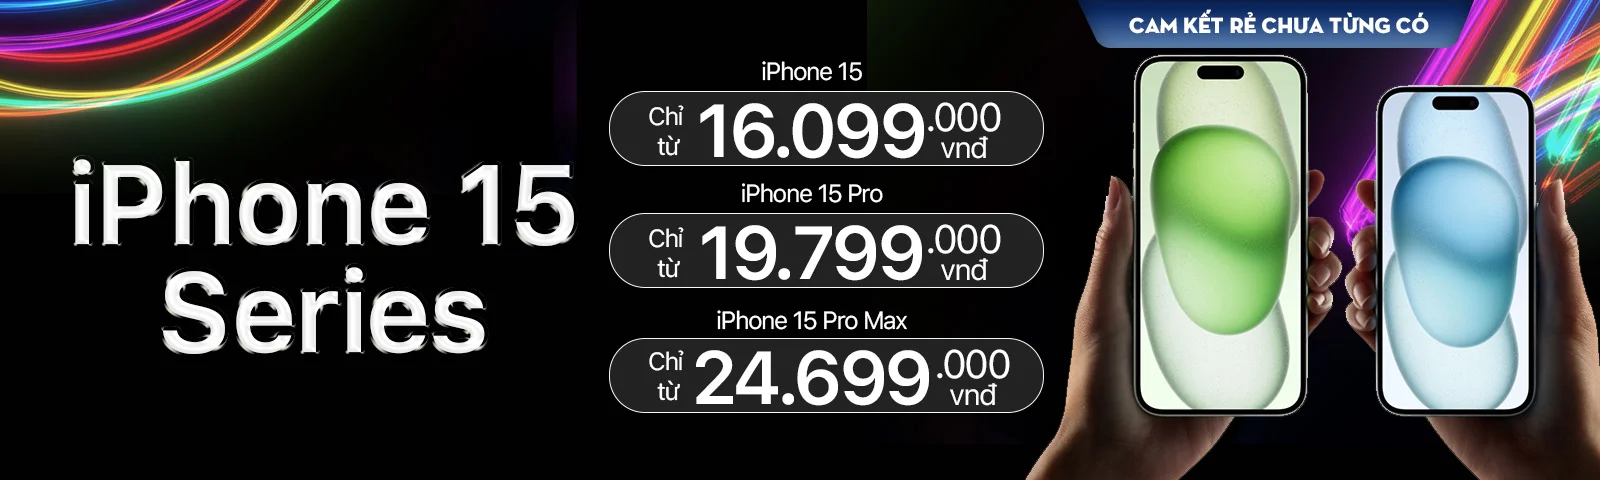 CAM KẾT RẺ CHƯA TỪNG CÓ
iPhone 15
Series
iPhone 15
Chỉ từ 16.099.000 vnđ
iPhone 15 Pro
Chỉ từ 19.799.000 vnđ
iPhone 15 Pro Max
Chỉ từ 24.699.000 vnđ